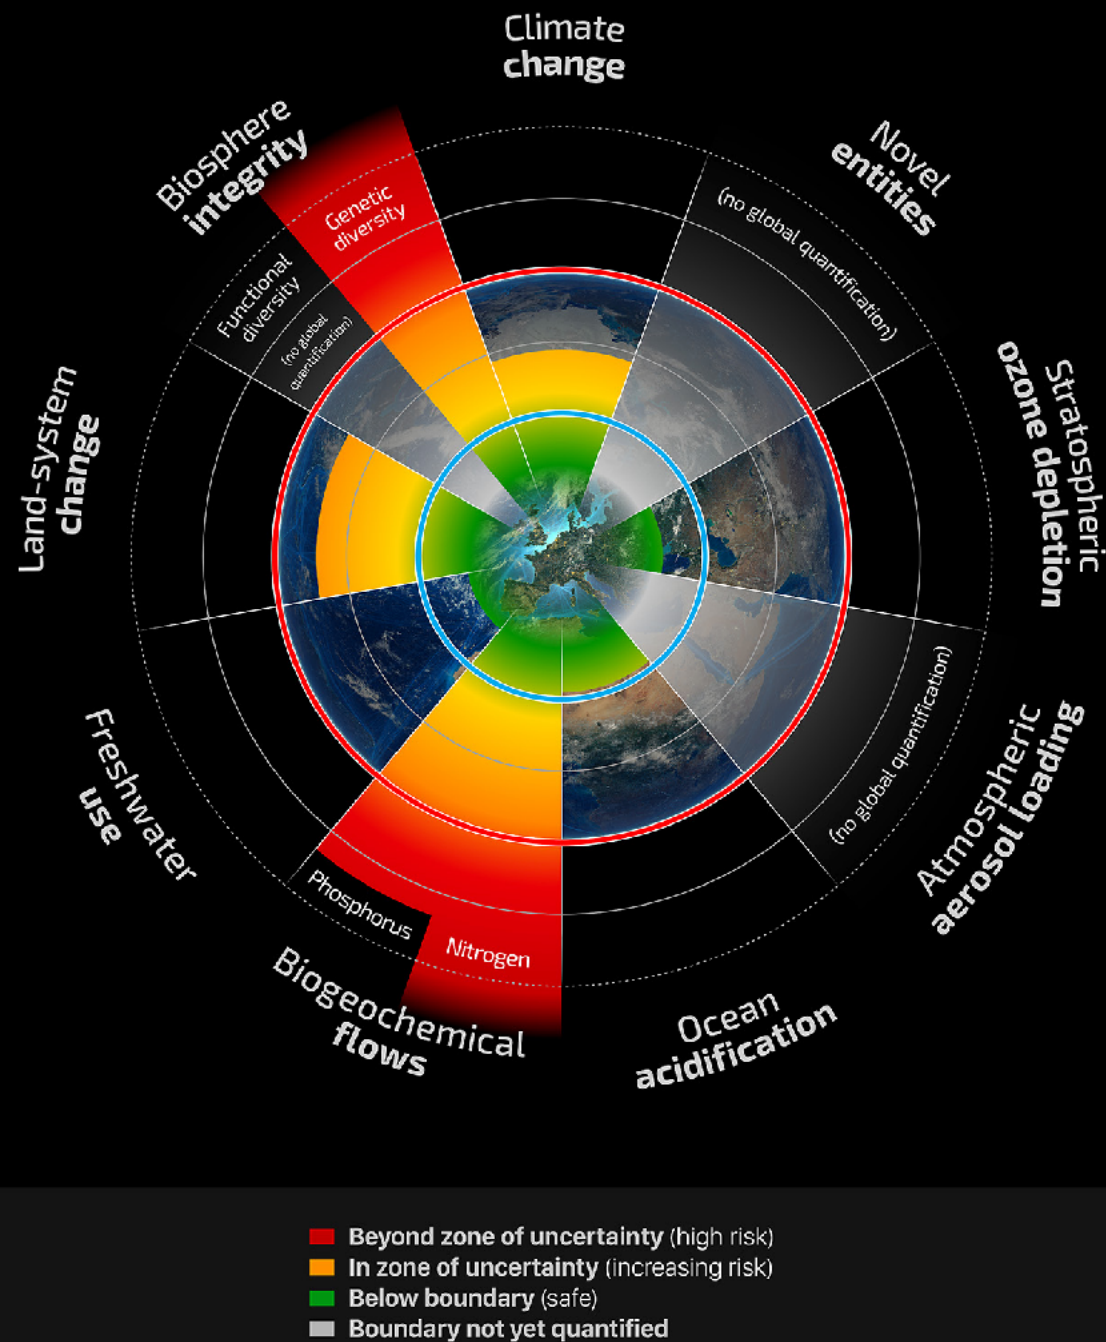 Climate
change
Novel
entities
(no global quantification)
Stratospheric
ozone depletion
Atmospheric
aerosol loading
(no global quantification)
Ocean
acidification
Biogeochemical
flows
Phosphorus
Nitrogen
Freshwater
use
Land-system
change
Biosphere
integrity
Functional
diversity
(no global
quantification)
Genetic
diversity
Beyond zone of uncertainty (high risk)
In zone of uncertainty (increasing risk)
Below boundary (safe)
Boundary not yet quantified